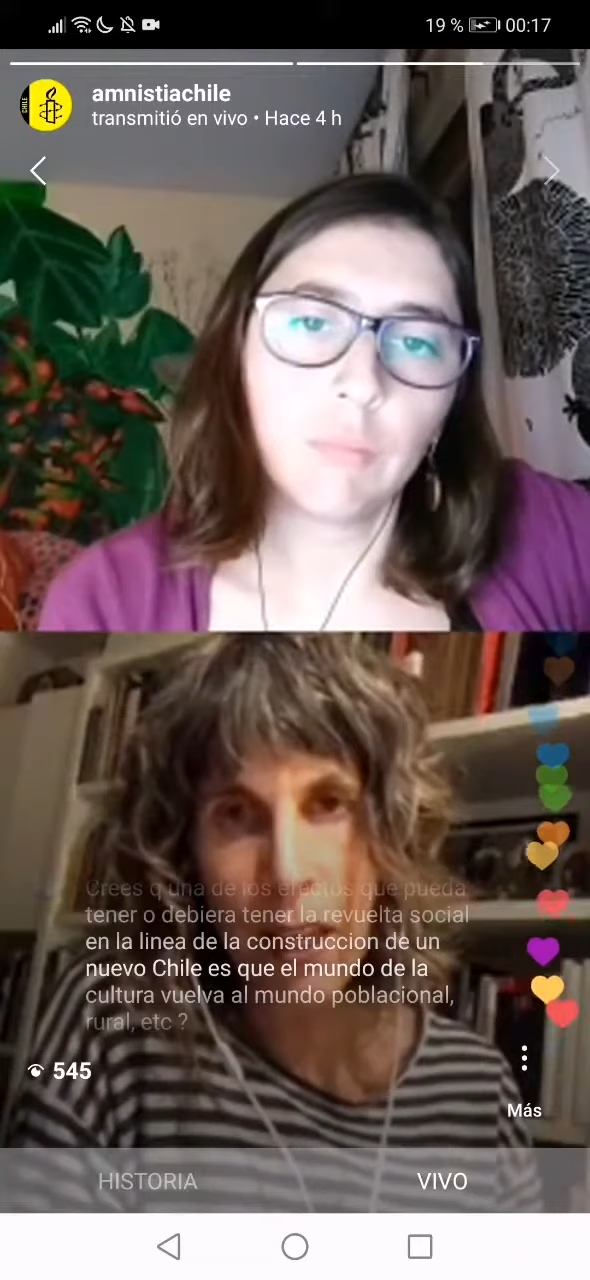 19 % 00:17
CHILE
amnistiachile
transmitió en vivo • Hace 4 h
Crees q una de los efectos que pueda
tener o debiera tener la revuelta social
en la linea de la construccion de un
nuevo Chile es que el mundo de la
cultura vuelva al mundo poblacional,
rural, etc ?
545
Más
HISTORIA
VIVO